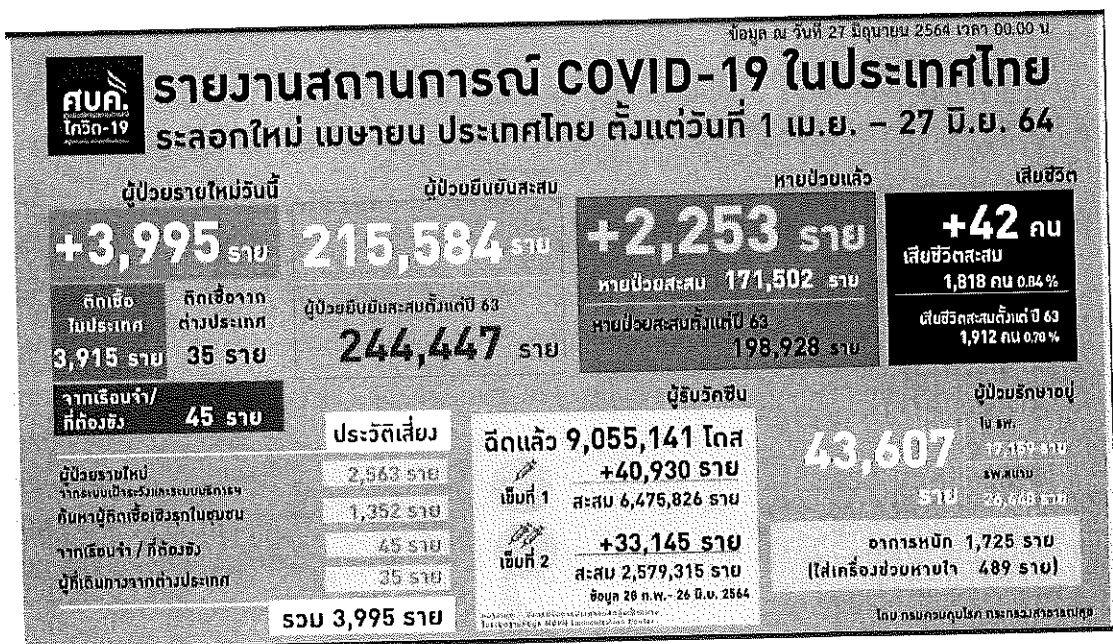 ข้อมูล ณ วันที่ 27 มิถุนายน 2564 เวลา 00.00 น.
ศบค.
โควิด-19
รายงานสถานการณ์ COVID-19 ในประเทศไทย
ระลอกใหม่ เมษายน ประเทศไทย ตั้งแต่วันที่ 1 เม.ย. – 27 มิ.ย. 64
ผู้ป่วยรายใหม่วันนี้
+3,995 ราย
ติดเชื้อ
ในประเทศ
3,915 ราย
ติดเชื้อจาก
ต่างประเทศ
35 ราย
จากเรือนจำ/
ที่ต้องขัง
45 ราย
ผู้ป่วยยืนยันสะสม
215,584 ราย
ผู้ป่วยยืนยันสะสมตั้งแต่ปี 63
244,447 ราย
หายป่วยแล้ว
+2,253 ราย
หายป่วยสะสม 171,502 ราย
หายป่วยสะสมตั้งแต่ปี 63
198,928 ราย
เสียชีวิต
+42 คน
เสียชีวิตสะสม
1,818 คน 0.84 %
เสียชีวิตสะสมตั้งแต่ ปี 63
1,912 คน 0.78 %
ประวัติเสี่ยง
ผู้ป่วยรายใหม่
จากระบบเฝ้าระวังและระบบบริการฯ
2,563 ราย
ค้นหาผู้ติดเชื้อเชิงรุกในชุมชน
1,352 ราย
จากเรือนจำ / ที่ต้องขัง
45 ราย
ผู้ที่เดินทางจากต่างประเทศ
35 ราย
รวม 3,995 ราย
ผู้รับวัคซีน
ฉีดแล้ว 9,055,141 โดส
เข็มที่ 1
+40,930 ราย
สะสม 6,475,826 ราย
เข็มที่ 2
+33,145 ราย
สะสม 2,579,315 ราย
ข้อมูล 28 ก.พ.- 26 มิ.ย. 2564
ผู้ป่วยรักษาอยู่
43,607
ราย
ใน รพ.
รพ.สนาม
อาการหนัก 1,725 ราย
(ใส่เครื่องช่วยหายใจ 489 ราย)
โดย กรมควบคุมโรค กระทรวงสาธารณสุข